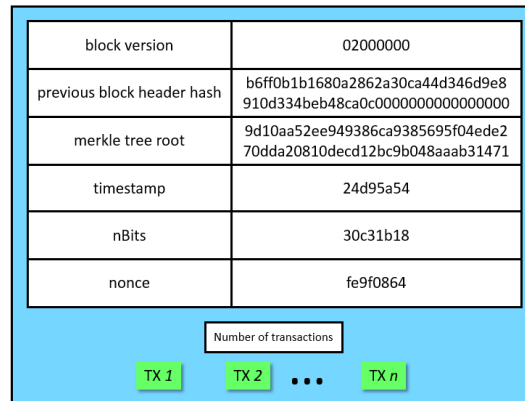 block version 02000000
previous block header hash b6ff0b1b1680a2862a30ca44d346d9e8
910d334beb48ca0c0000000000000000
merkle tree root 9d10aa52ee949386ca9385695f04ede2
70dda20810decd12bc9b048aaab31471
timestamp 24d95a54
nBits 30c31b18
nonce fe9f0864
Number of transactions
TX 1 TX 2 ... TX n